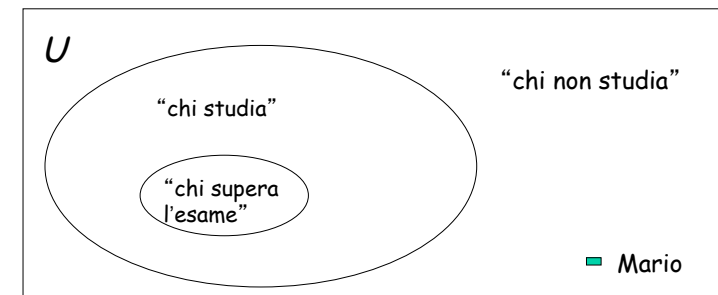 U
“chi non studia”
“chi studia”
“chi supera
l’esame”
Mario